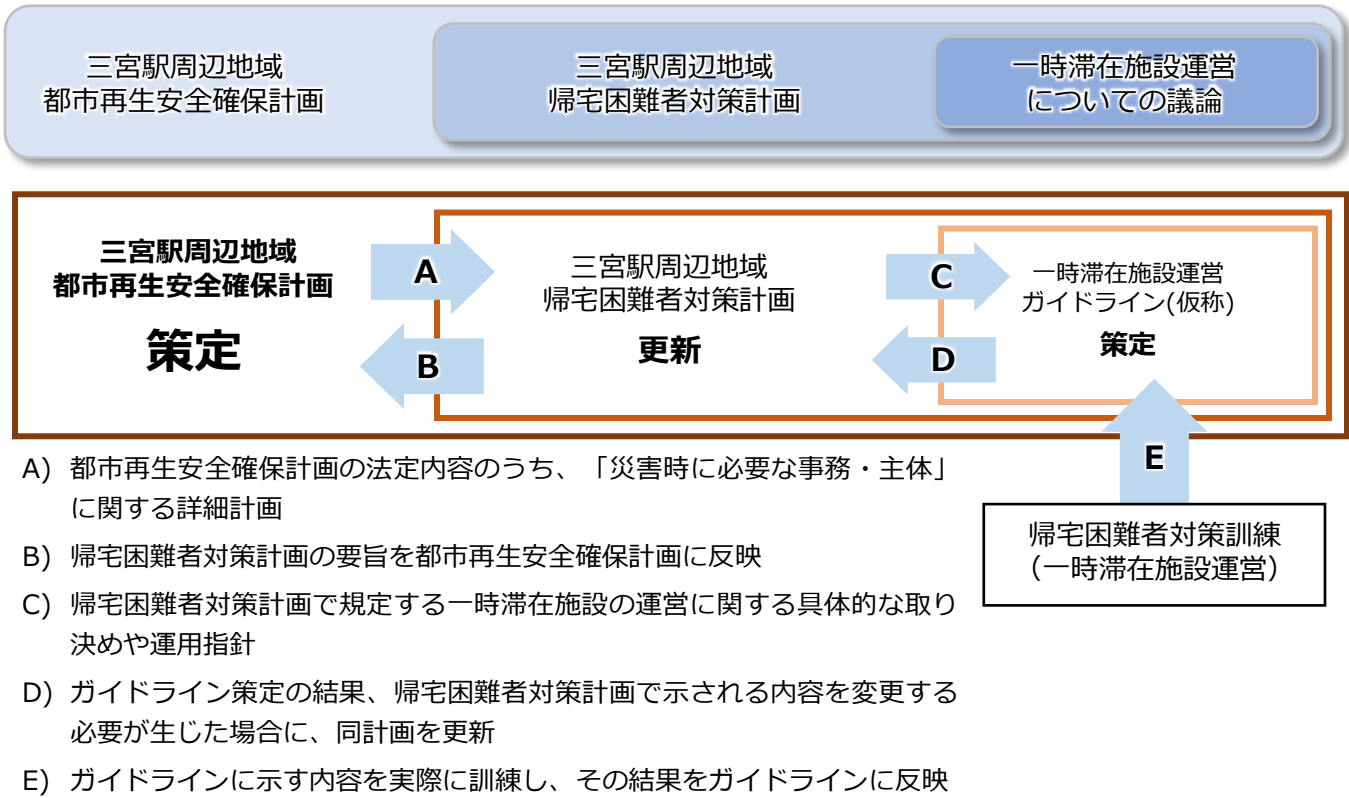 三宮駅周辺地域
都市再生安全確保計画
三宮駅周辺地域
帰宅困難者対策計画
一時滞在施設運営
についての議論
三宮駅周辺地域
都市再生安全確保計画
策定
A
B
三宮駅周辺地域
帰宅困難者対策計画
更新
C
D
一時滞在施設運営
ガイドライン(仮称)
策定
E
帰宅困難者対策訓練
(一時滞在施設運営)
A) 都市再生安全確保計画の法定内容のうち、「災害時に必要な事務・主体」
に関する詳細計画
B) 帰宅困難者対策計画の要旨を都市再生安全確保計画に反映
C) 帰宅困難者対策計画で規定する一時滞在施設の運営に関する具体的な取り
決めや運用指針
D) ガイドライン策定の結果、帰宅困難者対策計画で示される内容を変更する
必要が生じた場合に、同計画を更新
E) ガイドラインに示す内容を実際に訓練し、その結果をガイドラインに反映